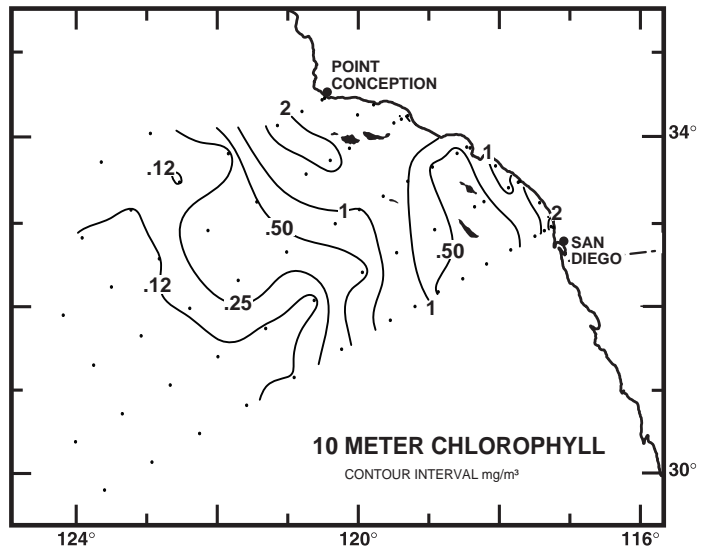 POINT
CONCEPTION
2
34°
1
.12
1
.50
2
SAN
DIEGO
.50
.12
.25
1
10 METER CHLOROPHYLL
CONTOUR INTERVAL mg/m³
30°
124°
120°
116°